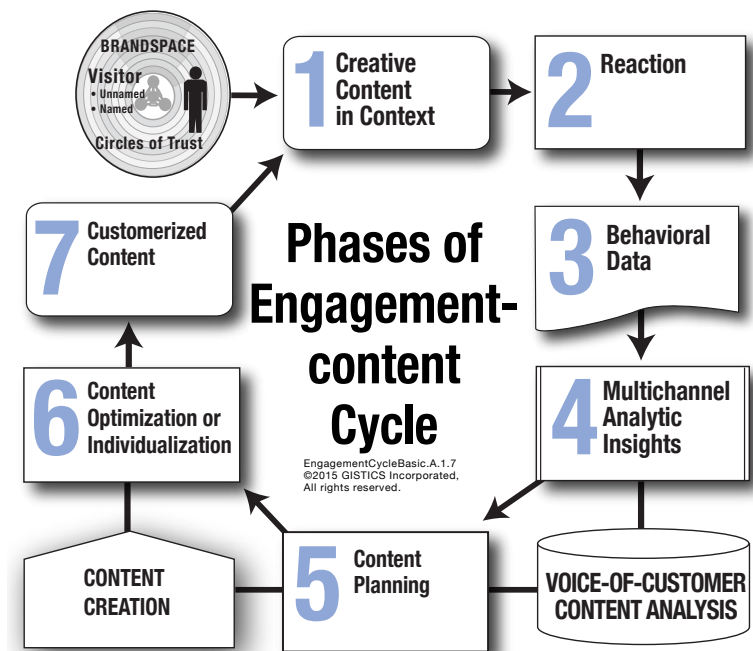 BRANDSPACE
Visitor
• Unnamed
• Named
Circles of Trust
1
Creative
Content
in Context
2
Reaction
3
Behavioral
Data
4
Multichannel
Analytic
Insights
5
Content
Planning
6
Content
Optimization or
Individualization
7
Customerized
Content
Phases of
Engagement-
content
Cycle
EngagementCycleBasic.A.1.7
©2015 GISTICS Incorporated,
All rights reserved.
CONTENT
CREATION
VOICE-OF-CUSTOMER
CONTENT ANALYSIS